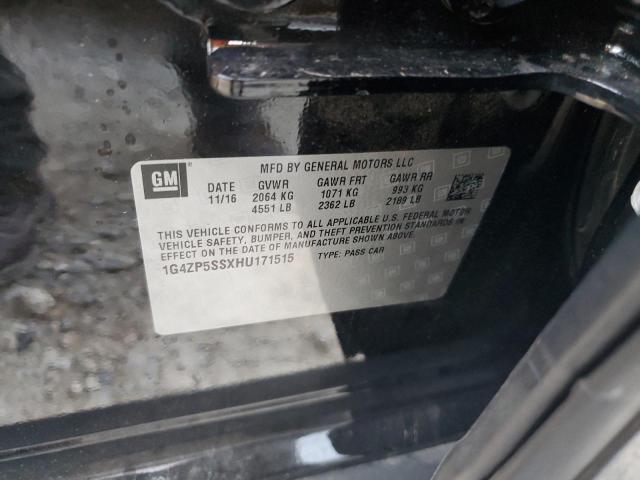 GM
MFD BY GENERAL MOTORS LLC
DATE GVWR GAWR FRT GAWR RR
11/16 2064 KG 1071 KG 993 KG
4551 LB 2362 LB 2189 LB
THIS VEHICLE CONFORMS TO ALL APPLICABLE U.S. FEDERAL MOTOR
VEHICLE SAFETY, BUMPER, AND THEFT PREVENTION STANDARDS IN
EFFECT ON THE DATE OF MANUFACTURE SHOWN ABOVE.
1G4ZP5SSXHU171515 TYPE: PASS CAR